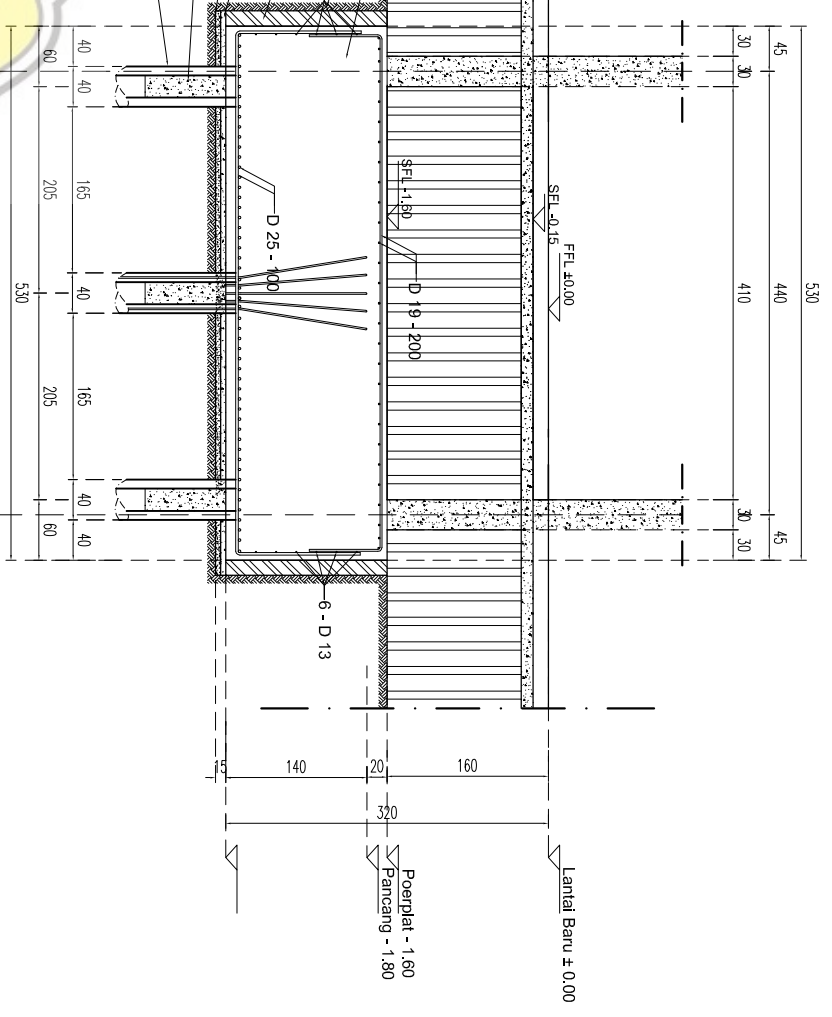 530
45
440
45
30
30
410
30
30
FFL ±0.00
SFL -0.15
SFL -1.60
D 19 - 200
D 25 - 100
6 - D 13
40
40
165
40
165
40
40
60
205
205
60
530
15
140
20
160
320
Lantai Baru ± 0.00
Poerplat - 1.60
Pancang - 1.80